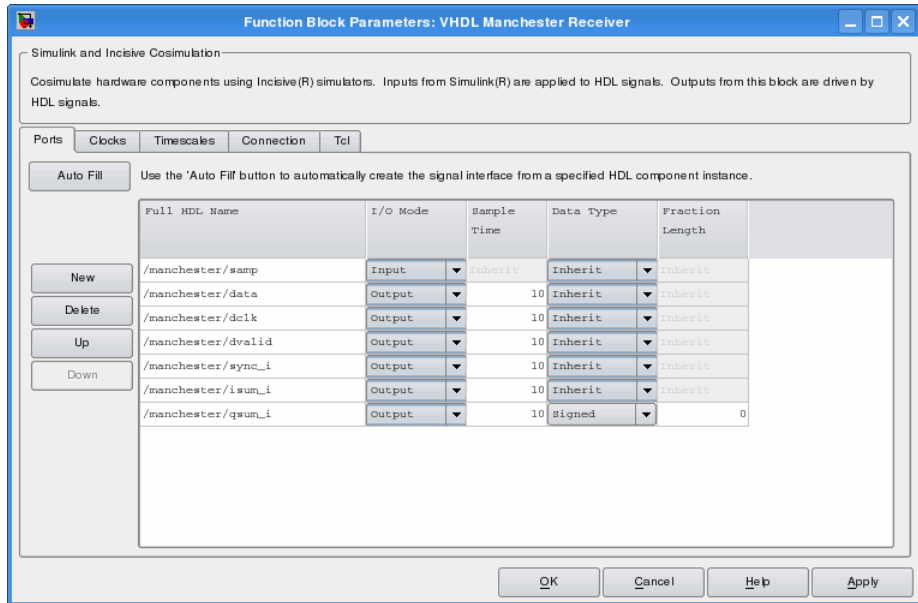 Function Block Parameters: VHDL Manchester Receiver
Simulink and Incisive Cosimulation
Cosimulate hardware components using Incisive(R) simulators. Inputs from Simulink(R) are applied to HDL signals. Outputs from this block are driven by
HDL signals.
Ports Clocks Timescales Connection Tcl
Auto Fill Use the 'Auto Fill' button to automatically create the signal interface from a specified HDL component instance.
Full HDL Name I/O Mode Sample Data Type Fraction
Time Length
New
Delete
Up
Down
/manchester/samp Input Inherit Inherit Inherit
/manchester/data Output 10 Inherit Inherit
/manchester/dclk Output 10 Inherit Inherit
/manchester/dvalid Output 10 Inherit Inherit
/manchester/sync_i Output 10 Inherit Inherit
/manchester/isum_i Output 10 Inherit Inherit
/manchester/qsum_i Output 10 Signed 0
OK Cancel Help Apply